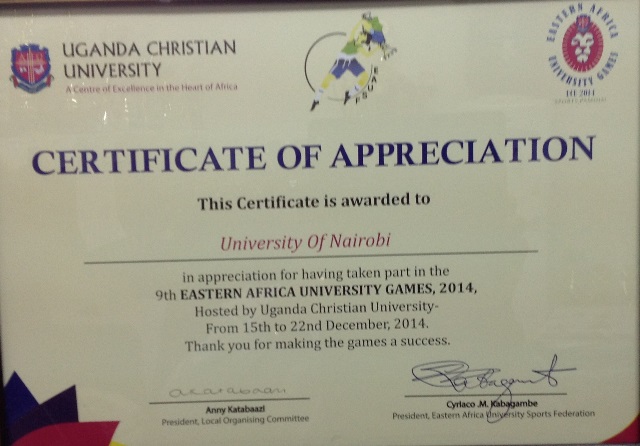 UGANDA CHRISTIAN
UNIVERSITY
A Centre of Excellence in the Heart of Africa
EASTERN AFRICA
UNIVERSITY GAMES
CERTIFICATE OF APPRECIATION
This Certificate is awarded to
University Of Nairobi
in appreciation for having taken part in the
9th EASTERN AFRICA UNIVERSITY GAMES, 2014,
Hosted by Uganda Christian University-
From 15th to 22nd December, 2014.
Thank you for making the games a success.
Anny Katabaazi
President, Local Organising Committee
Cyriaco .M. Kabagambe
President, Eastern Africa University Sports Federation